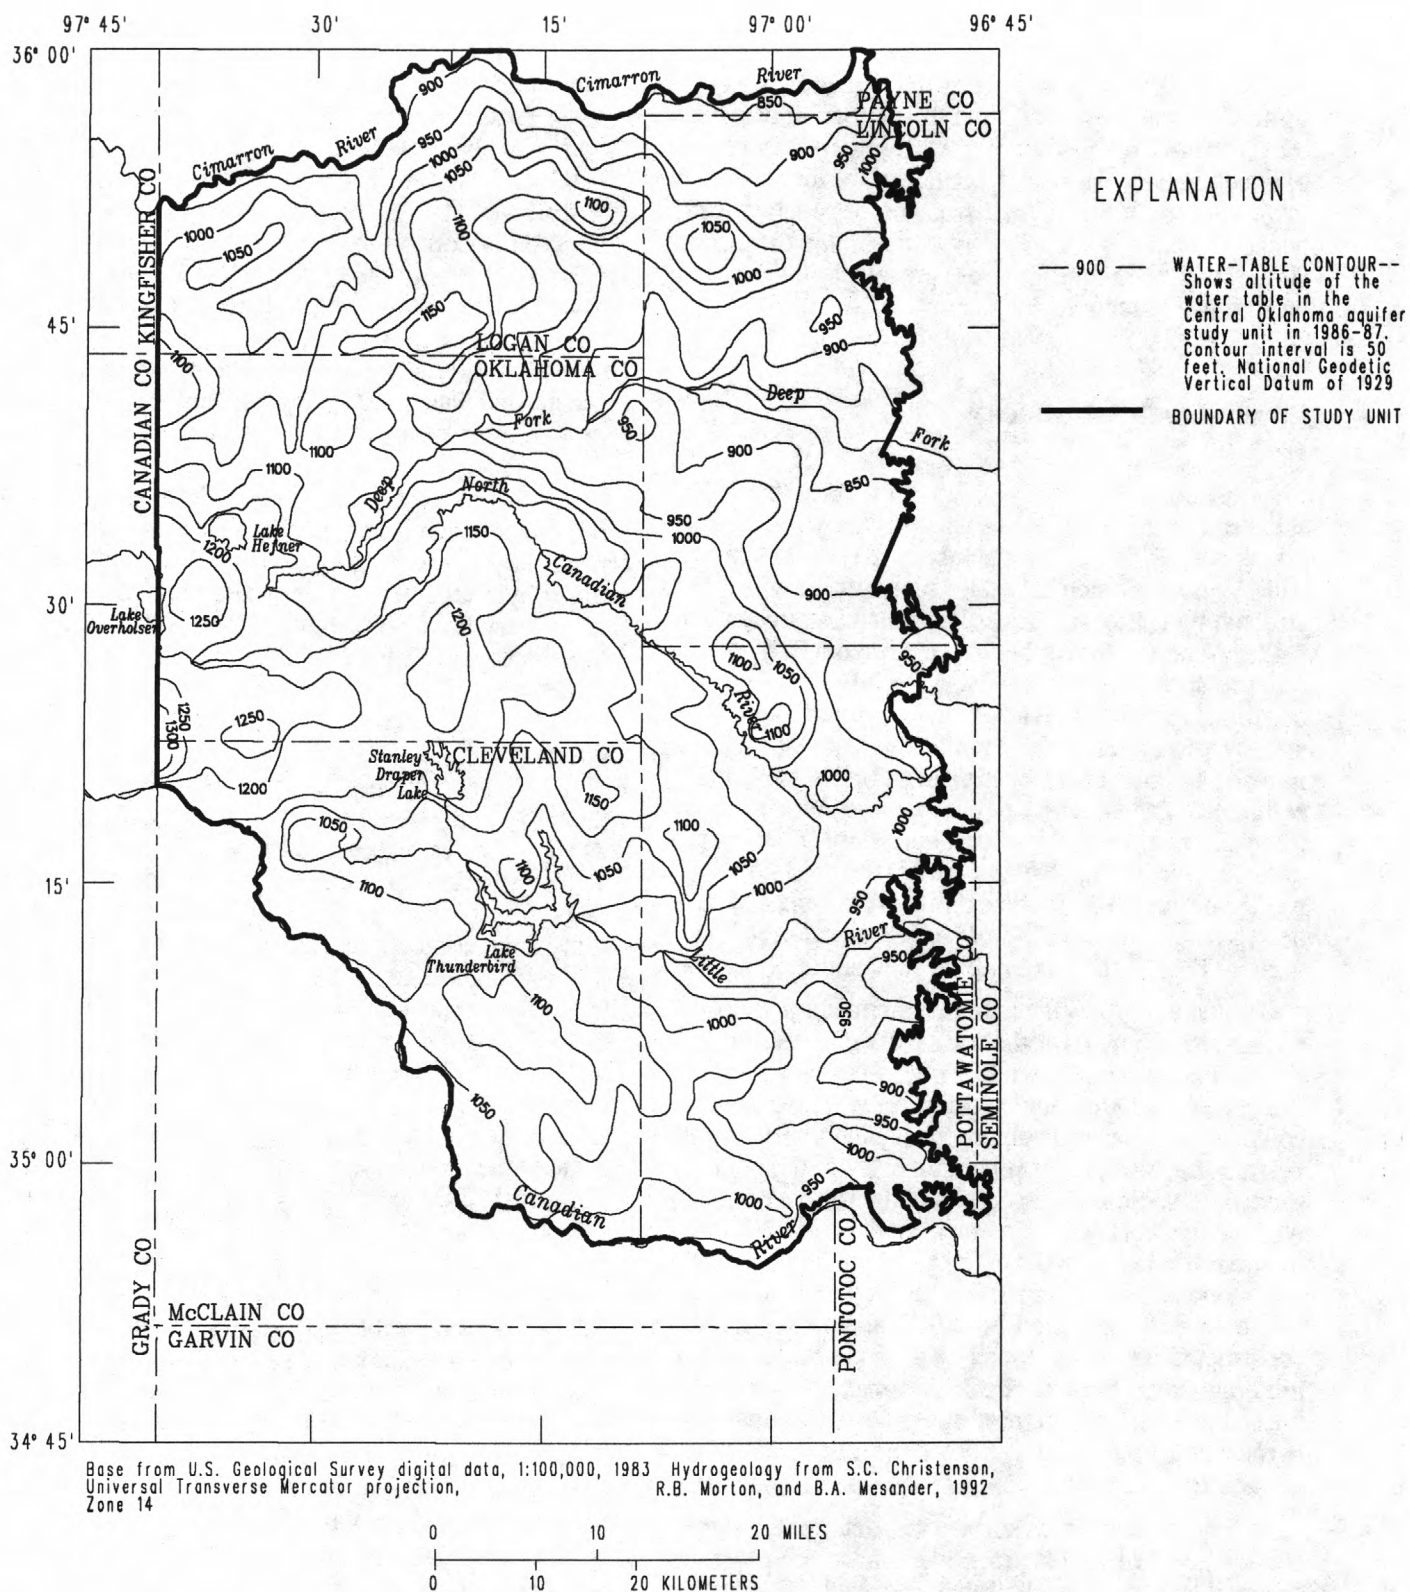 97° 45' 30' 15' 97° 00' 96° 45'
36° 00'
Cimarron River
900
850
PAYNE CO
LINCOLN CO
Cimarron River
950
1000
1050
900
950
1000
EXPLANATION
— 900 — WATER-TABLE CONTOUR--
Shows altitude of the
water table in the
Central Oklahoma aquifer
study unit in 1986-87.
Contour interval is 50
feet. National Geodetic
Vertical Datum of 1929
BOUNDARY OF STUDY UNIT
KINGFISHER CO
CANADIAN CO
1000
1050
1100
1100
1050
1000
1150
950
900
45'
LOGAN CO
OKLAHOMA CO
1100
Deep
Fork
Fork
950
900
850
1100
1100
Deep
North
1150
950
1000
Lake
Hefner
1200
Canadian
900
30'
Lake
Overholser
1250
1200
950
1100
1050
River
1100
1250
1300
1250
CLEVELAND CO
Stanley
Draper
Lake
1200
1150
1000
1050
1100
1000
15'
1100
1100
1050
1050
1000
950
River
Lake
Thunderbird
Little
950
1100
1000
950
POTTAWATOMIE CO
SEMINOLE CO
900
1050
950
1000
35° 00'
Canadian
1000
950
River
GRADY CO
McCLAIN CO
GARVIN CO
PONTOTOC CO
34° 45'
Base from U.S. Geological Survey digital data, 1:100,000, 1983
Universal Transverse Mercator projection,
Zone 14
Hydrogeology from S.C. Christenson,
R.B. Morton, and B.A. Mesander, 1992
0 10 20 MILES
0 10 20 KILOMETERS